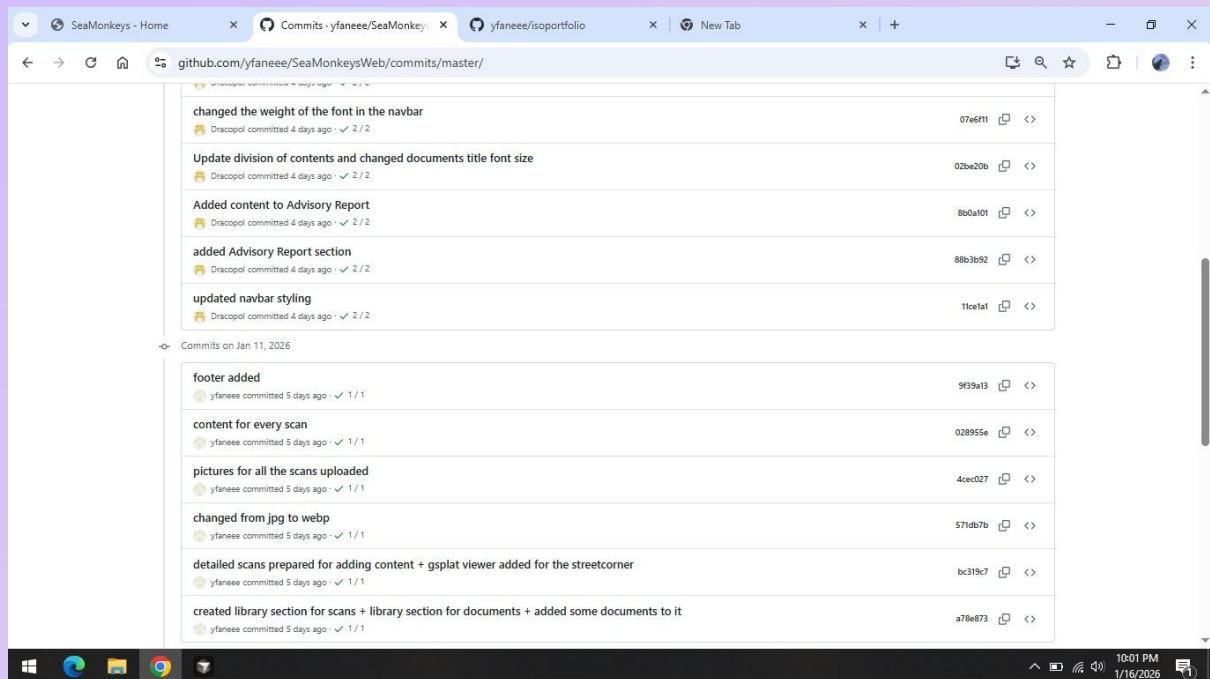 SeaMonkeys - Home
Commits · yfaneee/SeaMonkeys
yfaneee/isoportfolio
New Tab
github.com/yfaneee/SeaMonkeysWeb/commits/master/
Dracopol committed 4 days ago · 2 / 2
changed the weight of the font in the navbar
Dracopol committed 4 days ago · 2 / 2
07e6f11
Update division of contents and changed documents title font size
Dracopol committed 4 days ago · 2 / 2
02be20b
Added content to Advisory Report
Dracopol committed 4 days ago · 2 / 2
8b0a101
added Advisory Report section
Dracopol committed 4 days ago · 2 / 2
88b3b92
updated navbar styling
Dracopol committed 4 days ago · 2 / 2
11ce1a1
Commits on Jan 11, 2026
footer added
yfaneee committed 5 days ago · 1 / 1
9f39a13
content for every scan
yfaneee committed 5 days ago · 1 / 1
028955e
pictures for all the scans uploaded
yfaneee committed 5 days ago · 1 / 1
4cec027
changed from jpg to webp
yfaneee committed 5 days ago · 1 / 1
571db7b
detailed scans prepared for adding content + gsplat viewer added for the streetcorner
yfaneee committed 5 days ago · 1 / 1
bc319c7
created library section for scans + library section for documents + added some documents to it
yfaneee committed 5 days ago · 1 / 1
a78e873
10:01 PM
1/16/2026
1